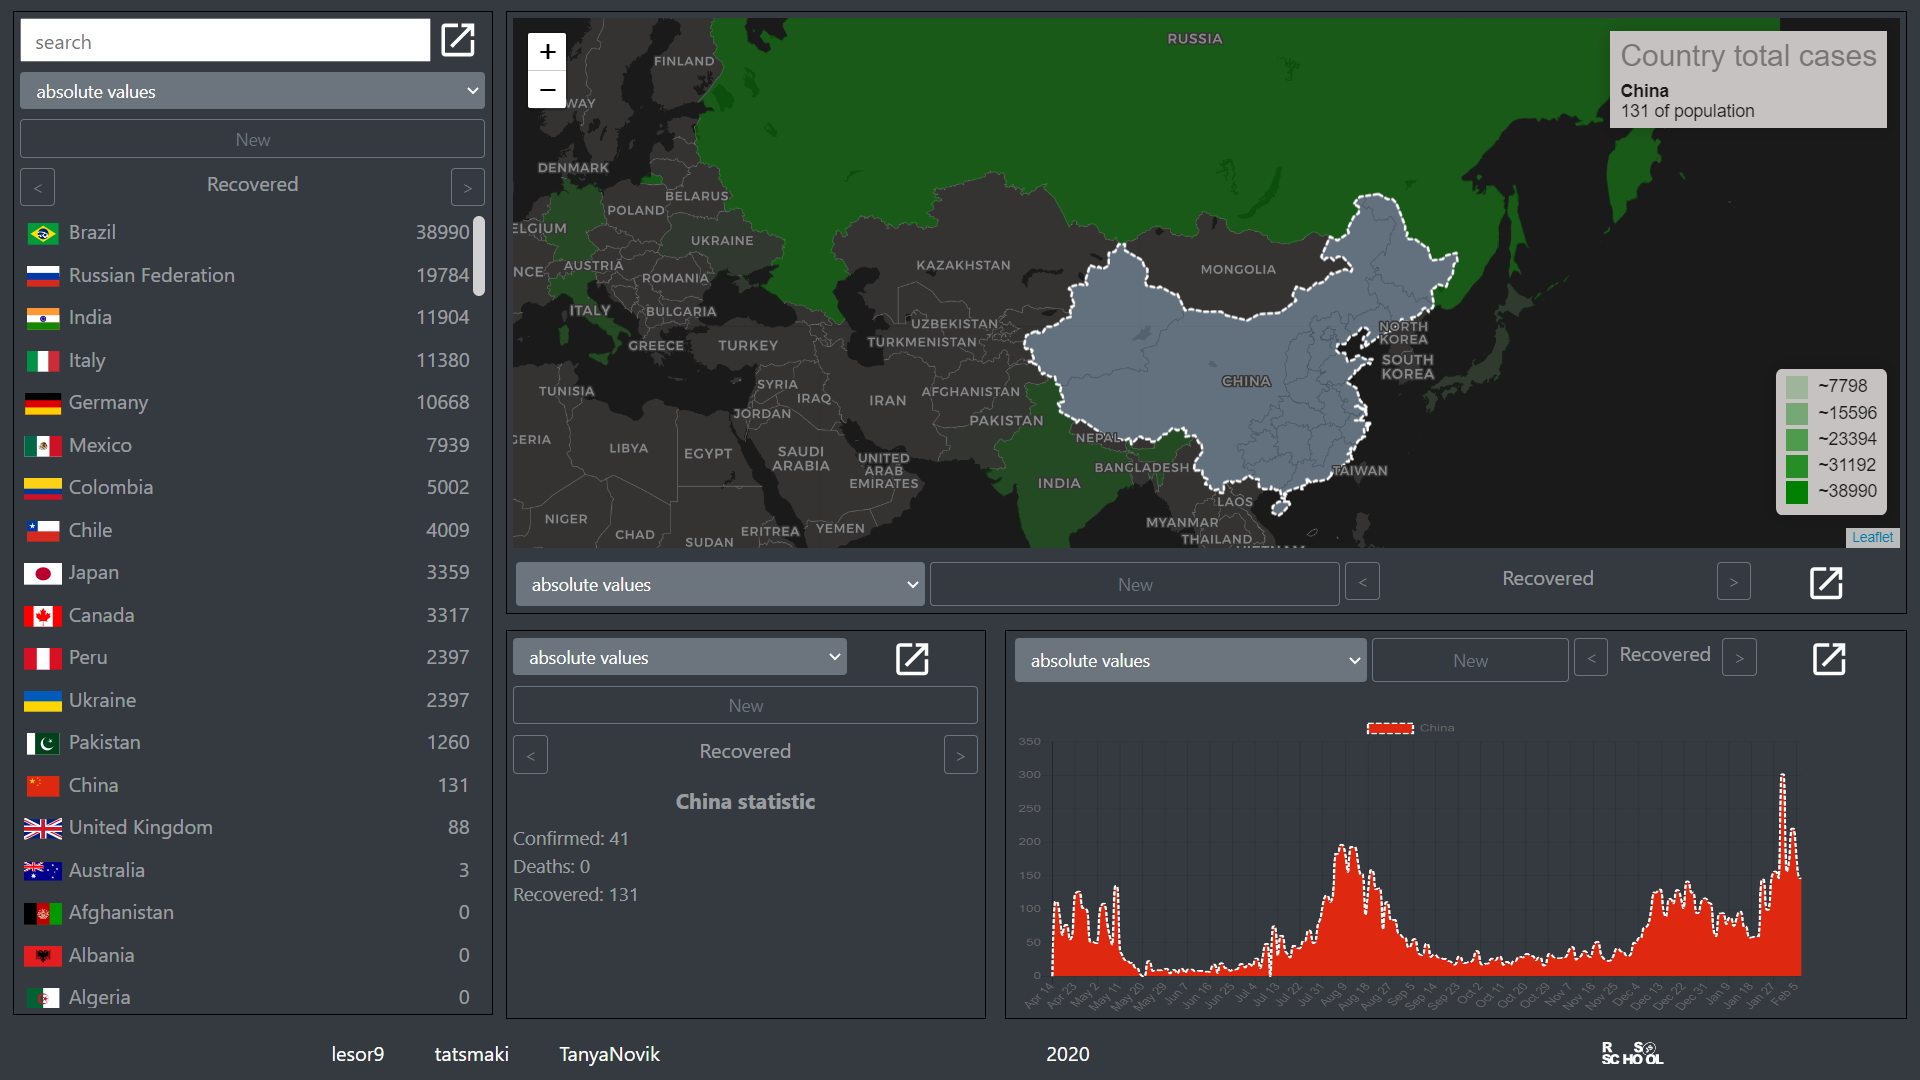 search
absolute values
New
<
Recovered
>
Brazil 38990
Russian Federation 19784
India 11904
Italy 11380
Germany 10668
Mexico 7939
Colombia 5002
Chile 4009
Japan 3359
Canada 3317
Peru 2397
Ukraine 2397
Pakistan 1260
China 131
United Kingdom 88
Australia 3
Afghanistan 0
Albania 0
Algeria 0
+
−
RUSSIA
FINLAND
WAY
DENMARK
BELARUS
POLAND
ELGIUM
UKRAINE
NCE
AUSTRIA
KAZAKHSTAN
MONGOLIA
ROMANIA
ITALY
BULGARIA
UZBEKISTAN
NORTH
KOREA
GREECE
TURKEY
TURKMENISTAN
SOUTH
KOREA
TUNISIA
SYRIA
CHINA
IRAQ
IRAN
AFGHANISTAN
JORDAN
PAKISTAN
GERIA
LIBYA
EGYPT
SAUDI
ARABIA
NEPAL
UNITED
ARAB
EMIRATES
BANGLADESH
TAIWAN
INDIA
LAOS
NIGER
CHAD
ERITREA
YEMEN
MYANMAR
SUDAN
THAILAND
VIETNAM
Country total cases
China
131 of population
~7798
~15596
~23394
~31192
~38990
Leaflet
absolute values
New
<
Recovered
>
absolute values
New
<
Recovered
>
China statistic
Confirmed: 41
Deaths: 0
Recovered: 131
absolute values
New
<
Recovered
>
China
350
300
250
200
150
100
50
0
Apr 14
Apr 23
May 2
May 11
May 20
May 29
Jun 7
Jun 16
Jun 25
Jul 4
Jul 13
Jul 22
Jul 31
Aug 9
Aug 18
Aug 27
Sep 5
Sep 14
Sep 23
Oct 2
Oct 11
Oct 20
Oct 29
Nov 7
Nov 16
Nov 25
Dec 4
Dec 13
Dec 22
Dec 31
Jan 9
Jan 18
Jan 27
Feb 5
lesor9 tatsmaki TanyaNovik 2020
R S JS
SCHOOL